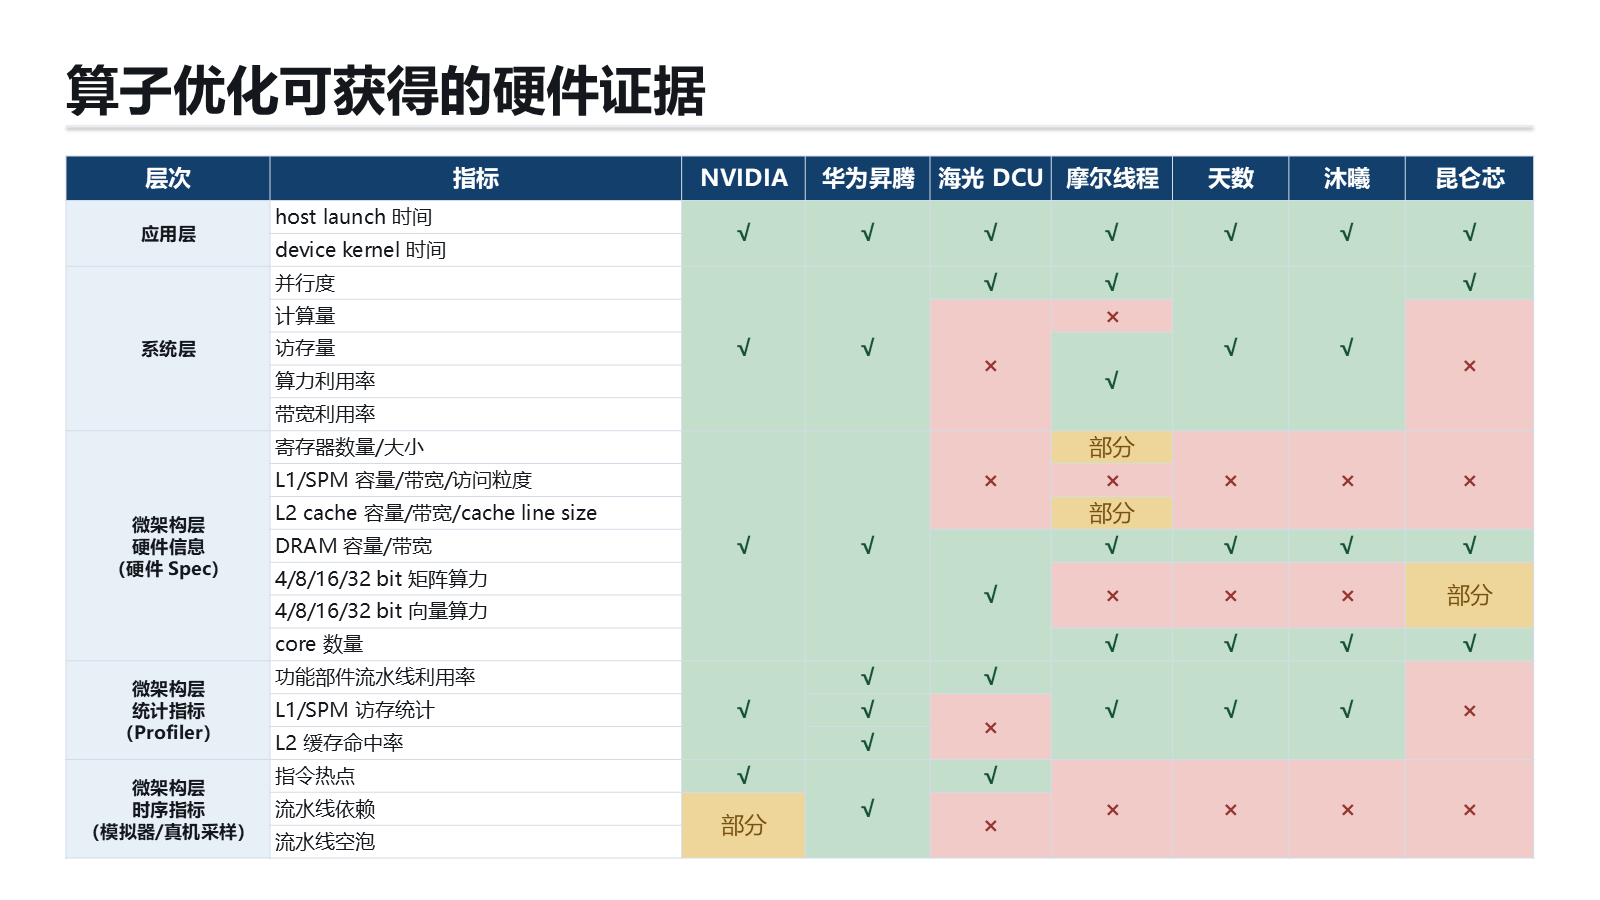 算子优化可获得的硬件证据
层次 指标 NVIDIA 华为昇腾 海光 DCU 摩尔线程 天数 沐曦 昆仑芯
应用层
host launch 时间
√ √ √ √ √ √ √
device kernel 时间
系统层
并行度 √ √ √
计算量 ×
访存量
√ √ √ √
× ×
算力利用率 √
带宽利用率
微架构层
硬件信息
（硬件 Spec）
寄存器数量/大小 部分
L1/SPM 容量/带宽/访问粒度 × × × × ×
L2 cache 容量/带宽/cache line size 部分
DRAM 容量/带宽 √ √ √ √ √ √
4/8/16/32 bit 矩阵算力
√ × × × 部分
4/8/16/32 bit 向量算力
core 数量 √ √ √ √
微架构层
统计指标
（Profiler）
功能部件流水线利用率 √ √
L1/SPM 访存统计 √ √ √ √ √ ×
×
L2 缓存命中率 √
微架构层
时序指标
（模拟器/真机采样）
指令热点 √ √
流水线依赖 √ × × × ×
部分 ×
流水线空泡